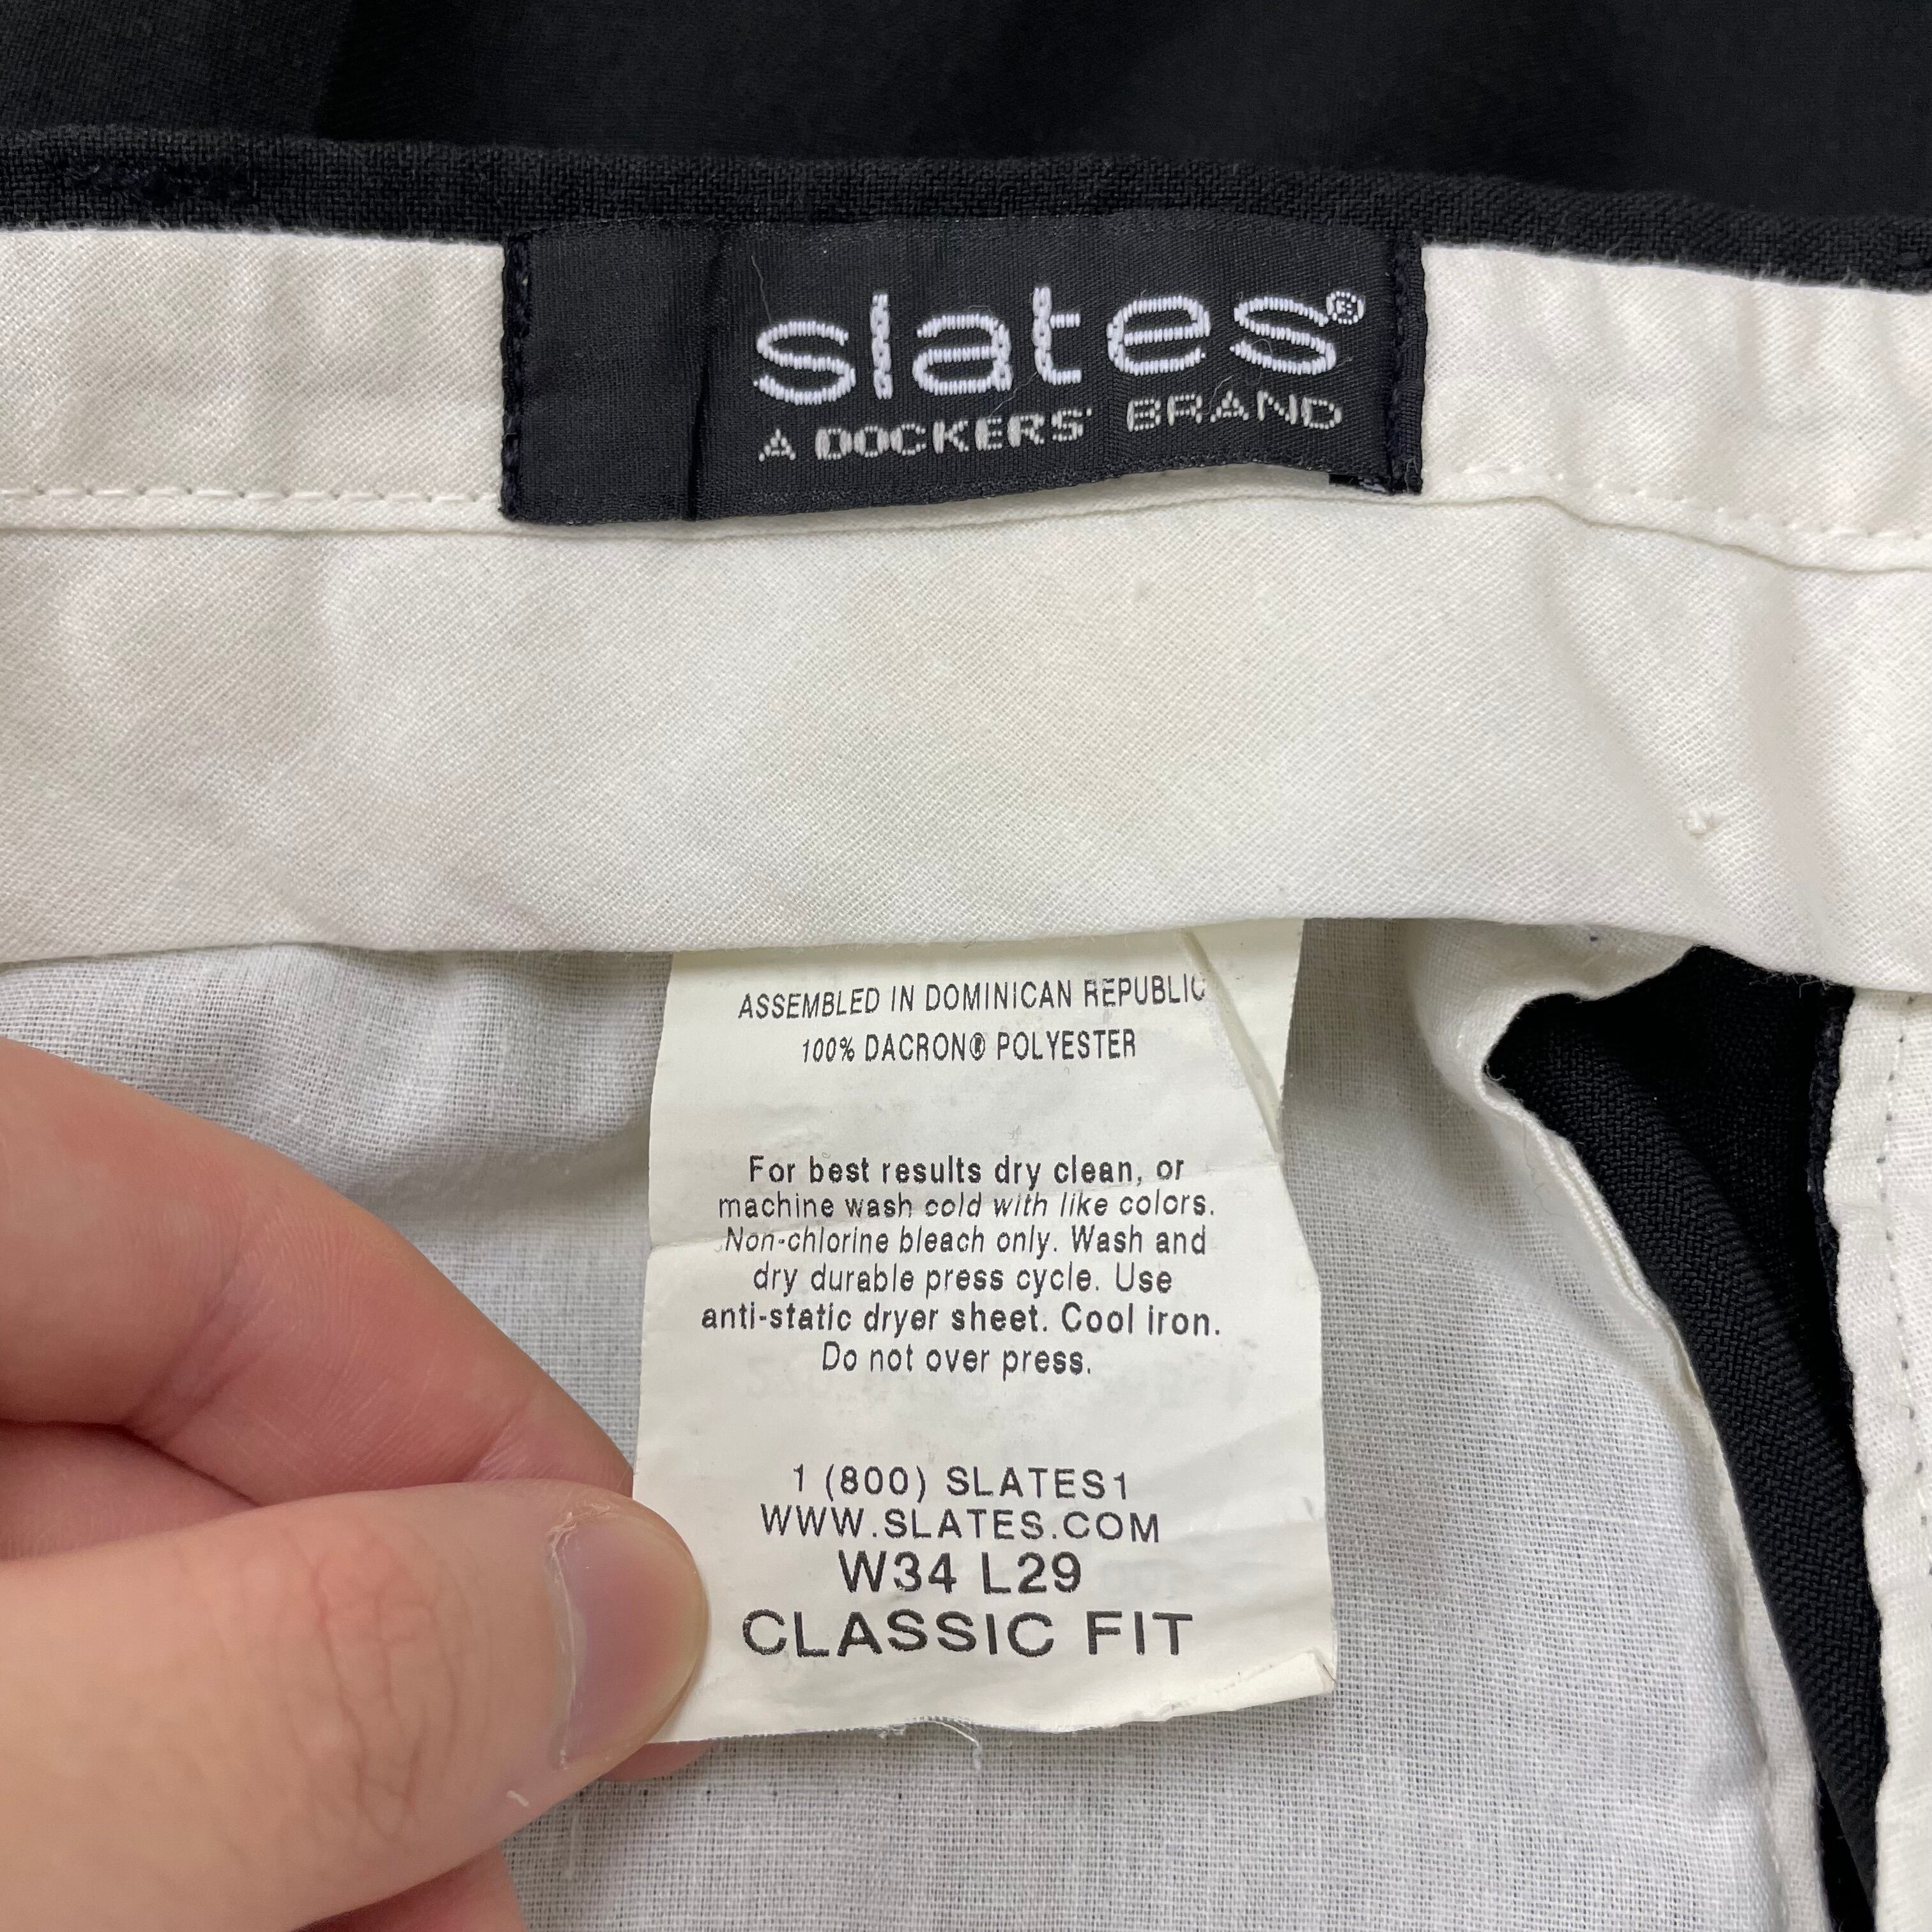 slates®
A DOCKERS® BRAND
ASSEMBLED IN DOMINICAN REPUBLIC
100% DACRON® POLYESTER
For best results dry clean, or
machine wash cold with like colors.
Non-chlorine bleach only. Wash and
dry durable press cycle. Use
anti-static dryer sheet. Cool iron.
Do not over press.
1 (800) SLATES1
WWW.SLATES.COM
W34 L29
CLASSIC FIT